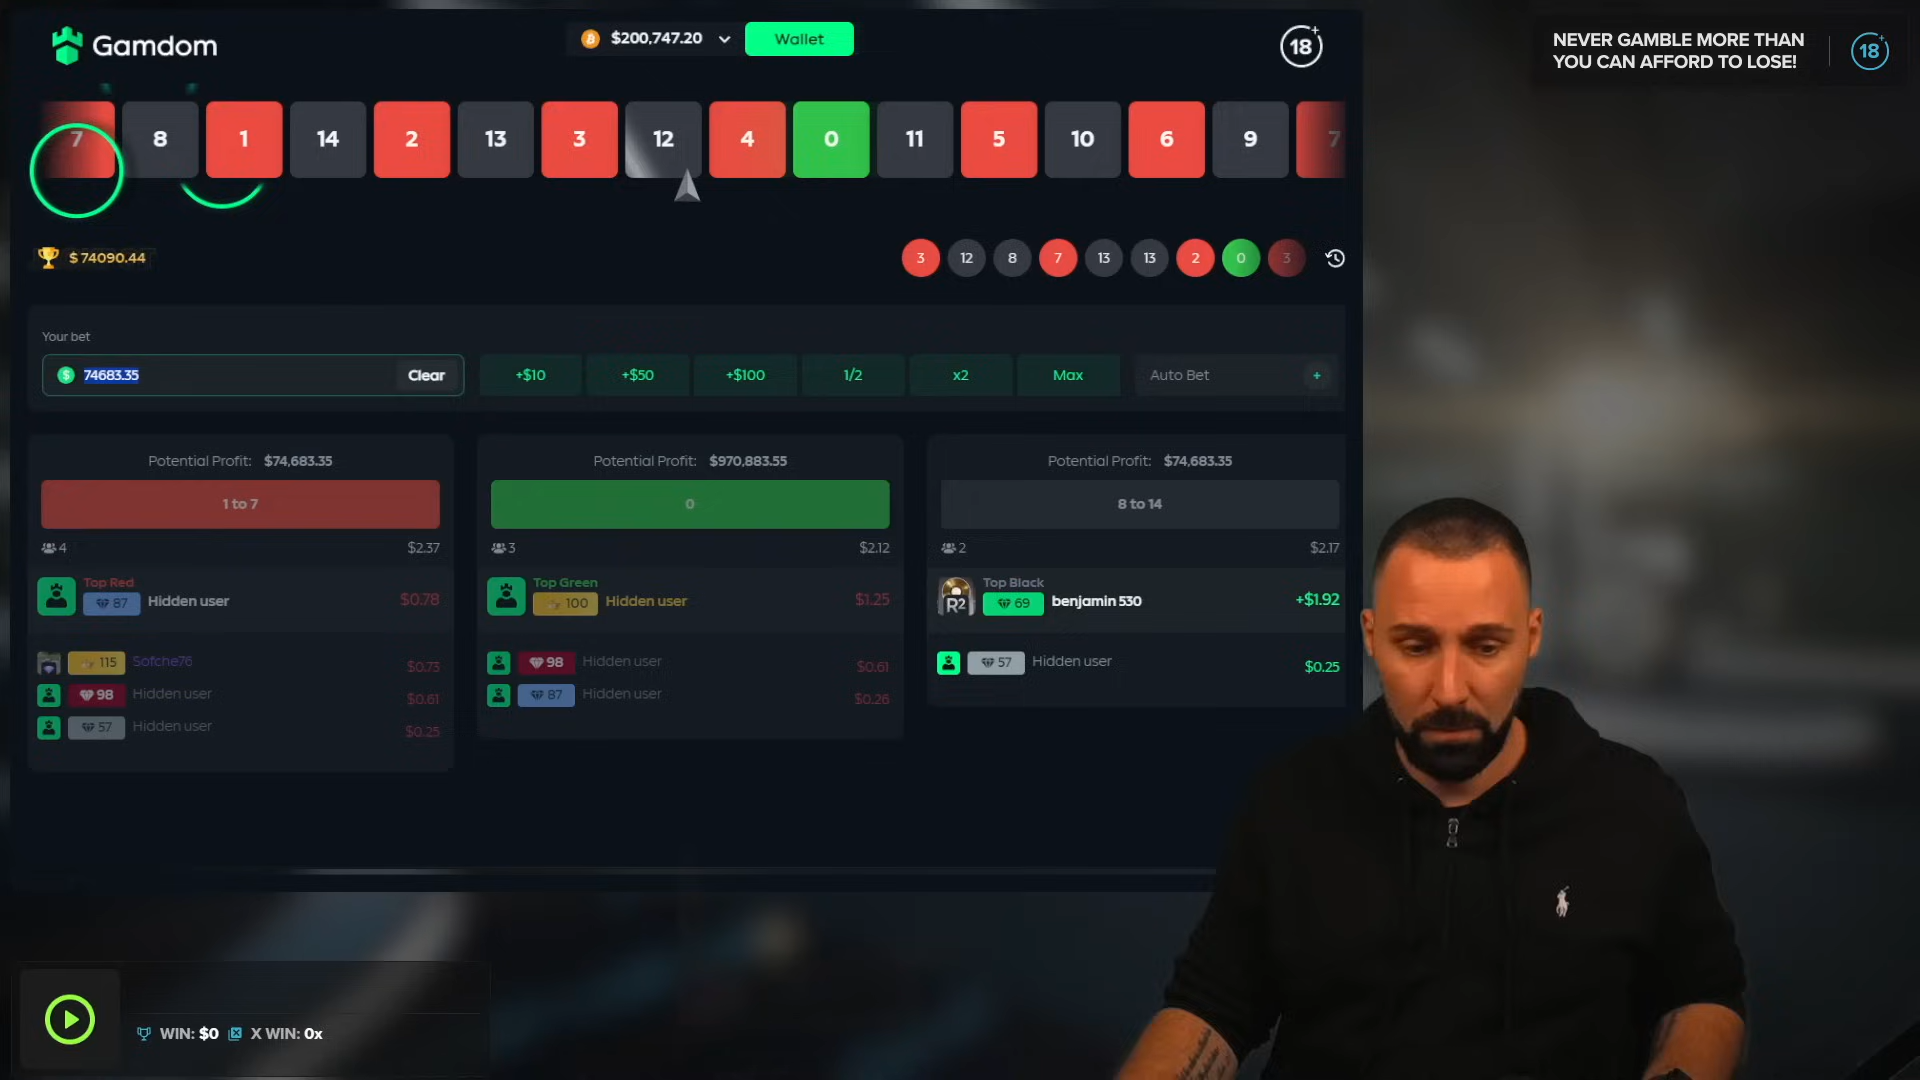 Gamdom
$200,747.20
Wallet
18+
NEVER GAMBLE MORE THAN
YOU CAN AFFORD TO LOSE!
18+
7 8 1 14 2 13 3 12 4 0 11 5 10 6 9 7
$ 74090.44
3 12 8 7 13 13 2 0 3
Your bet
$ 74683.35
Clear
+$10
+$50
+$100
1/2
x2
Max
Auto Bet
+
Potential Profit: $74,683.35
1 to 7
4 $2.37
Top Red
87 Hidden user $0.78
115 Sofche76 $0.73
98 Hidden user $0.61
57 Hidden user $0.25
Potential Profit: $970,883.55
0
3 $2.12
Top Green
100 Hidden user $1.25
98 Hidden user $0.61
87 Hidden user $0.26
Potential Profit: $74,683.35
8 to 14
2 $2.17
Top Black
R2
69 benjamin530 +$1.92
57 Hidden user $0.25
WIN: $0 X WIN: 0x